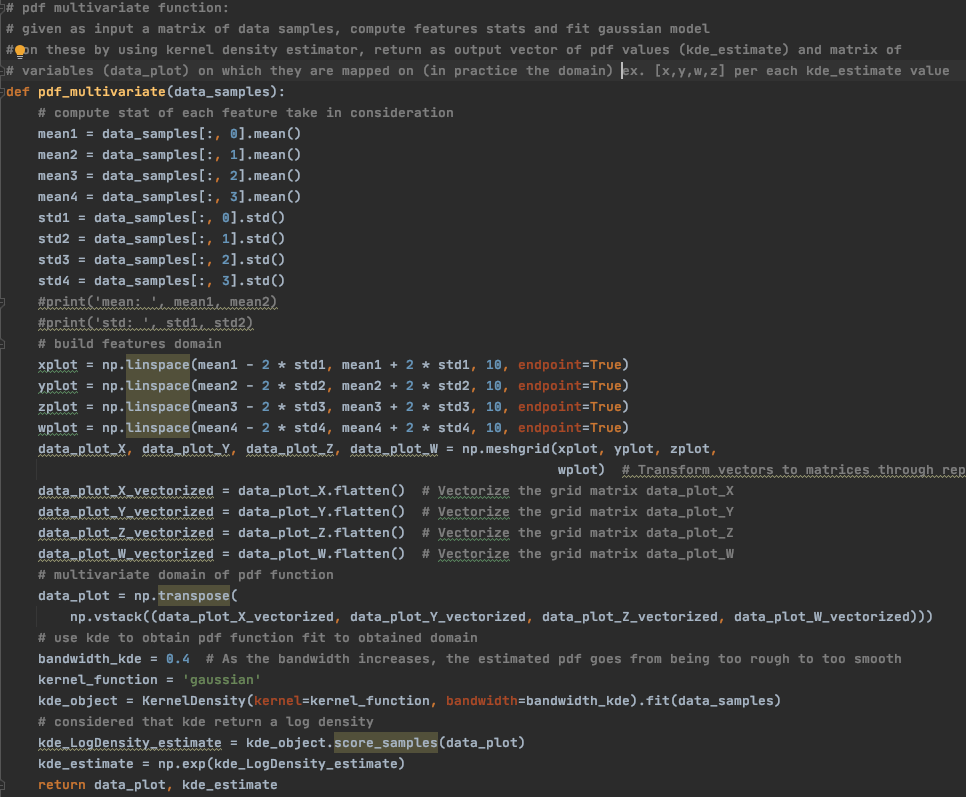 # pdf multivariate function:
# given as input a matrix of data samples, compute features stats and fit gaussian model
# on these by using kernel density estimator, return as output vector of pdf values (kde_estimate) and matrix of
# variables (data_plot) on which they are mapped on (in practice the domain) ex. [x,y,w,z] per each kde_estimate value
def pdf_multivariate(data_samples):
    # compute stat of each feature take in consideration
    mean1 = data_samples[:, 0].mean()
    mean2 = data_samples[:, 1].mean()
    mean3 = data_samples[:, 2].mean()
    mean4 = data_samples[:, 3].mean()
    std1 = data_samples[:, 0].std()
    std2 = data_samples[:, 1].std()
    std3 = data_samples[:, 2].std()
    std4 = data_samples[:, 3].std()
    #print('mean: ', mean1, mean2)
    #print('std: ', std1, std2)
    # build features domain
    xplot = np.linspace(mean1 - 2 * std1, mean1 + 2 * std1, 10, endpoint=True)
    yplot = np.linspace(mean2 - 2 * std2, mean2 + 2 * std2, 10, endpoint=True)
    zplot = np.linspace(mean3 - 2 * std3, mean3 + 2 * std3, 10, endpoint=True)
    wplot = np.linspace(mean4 - 2 * std4, mean4 + 2 * std4, 10, endpoint=True)
    data_plot_X, data_plot_Y, data_plot_Z, data_plot_W = np.meshgrid(xplot, yplot, zplot,
                                                                     wplot)  # Transform vectors to matrices through rep
    data_plot_X_vectorized = data_plot_X.flatten()  # Vectorize the grid matrix data_plot_X
    data_plot_Y_vectorized = data_plot_Y.flatten()  # Vectorize the grid matrix data_plot_Y
    data_plot_Z_vectorized = data_plot_Z.flatten()  # Vectorize the grid matrix data_plot_Z
    data_plot_W_vectorized = data_plot_W.flatten()  # Vectorize the grid matrix data_plot_W
    # multivariate domain of pdf function
    data_plot = np.transpose(
        np.vstack((data_plot_X_vectorized, data_plot_Y_vectorized, data_plot_Z_vectorized, data_plot_W_vectorized)))
    # use kde to obtain pdf function fit to obtained domain
    bandwidth_kde = 0.4  # As the bandwidth increases, the estimated pdf goes from being too rough to too smooth
    kernel_function = 'gaussian'
    kde_object = KernelDensity(kernel=kernel_function, bandwidth=bandwidth_kde).fit(data_samples)
    # considered that kde return a log density
    kde_LogDensity_estimate = kde_object.score_samples(data_plot)
    kde_estimate = np.exp(kde_LogDensity_estimate)
    return data_plot, kde_estimate